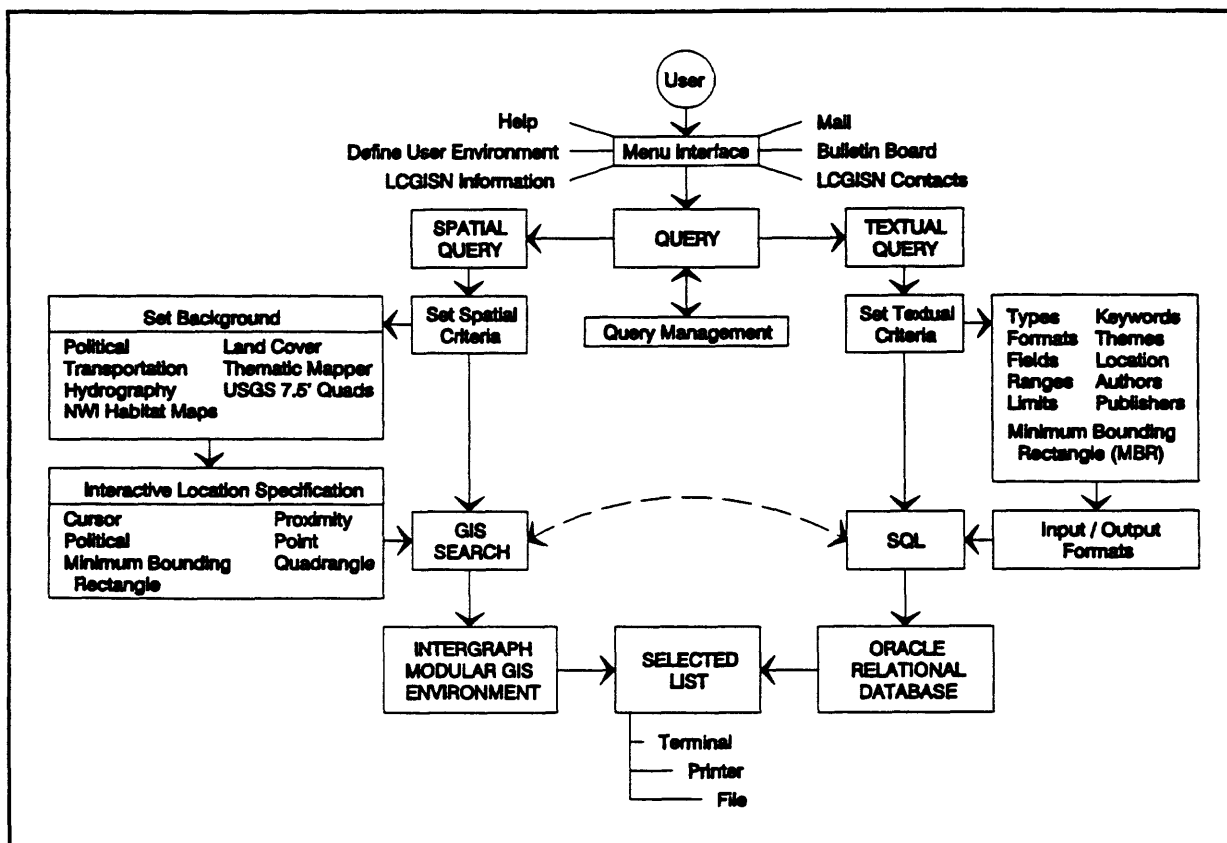 User
Help
Mail
Define User Environment
Menu Interface
Bulletin Board
LCGISN Information
LCGISN Contacts
SPATIAL
QUERY
QUERY
TEXTUAL
QUERY
Set Background
Political
Land Cover
Transportation
Thematic Mapper
Hydrography
USGS 7.5' Quads
NWI Habitat Maps
Set Spatial
Criteria
Query Management
Set Textual
Criteria
Types
Keywords
Formats
Themes
Fields
Location
Ranges
Authors
Limits
Publishers
Minimum Bounding
Rectangle (MBR)
Interactive Location Specification
Cursor
Proximity
Political
Point
Minimum Bounding
Rectangle
Quadrangle
GIS
SEARCH
SQL
Input / Output
Formats
INTERGRAPH
MODULAR GIS
ENVIRONMENT
SELECTED
LIST
ORACLE
RELATIONAL
DATABASE
Terminal
Printer
File